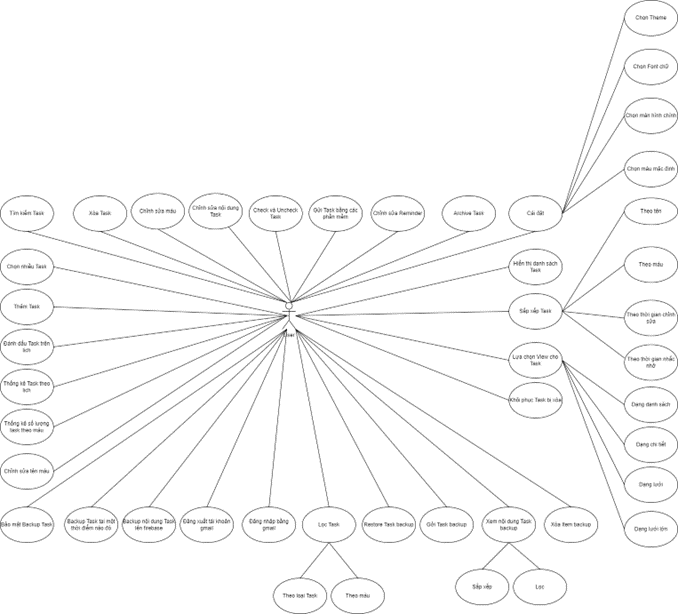 Chọn Theme
Chọn Font chữ
Chọn màn hình chính
Chọn màu mặc định
Tìm kiếm Task
Xóa Task
Chỉnh sửa màu
Chỉnh sửa nội dung
Task
Check và Uncheck
Task
Gửi Task bằng các
phần mềm
Chỉnh sửa Reminder
Archive Task
Cài đặt
Theo tên
Chọn nhiều Task
Hiển thị danh sách
Task
Theo màu
Thêm Task
Sắp xếp Task
Theo thời gian chỉnh
sửa
User
Đánh dấu Task trên
lịch
Lựa chọn View cho
Task
Theo thời gian nhắc
nhở
Thống kê Task theo
lịch
Khôi phục Task bị xóa
Dạng danh sách
Thống kê số lượng
task theo màu
Dạng chi tiết
Chỉnh sửa tên màu
Dạng lưới
Bảo mật Backup Task
Backup Task tại một
thời điểm nào đó
Backup nội dung Task
lên firebase
Đăng xuất tài khoản
gmail
Đăng nhập bằng
gmail
Lọc Task
Restore Task backup
Gôi Task backup
Xem nội dung Task
backup
Xóa item backup
Dạng lưới lớn
Theo loại Task
Theo màu
Sắp xếp
Lọc